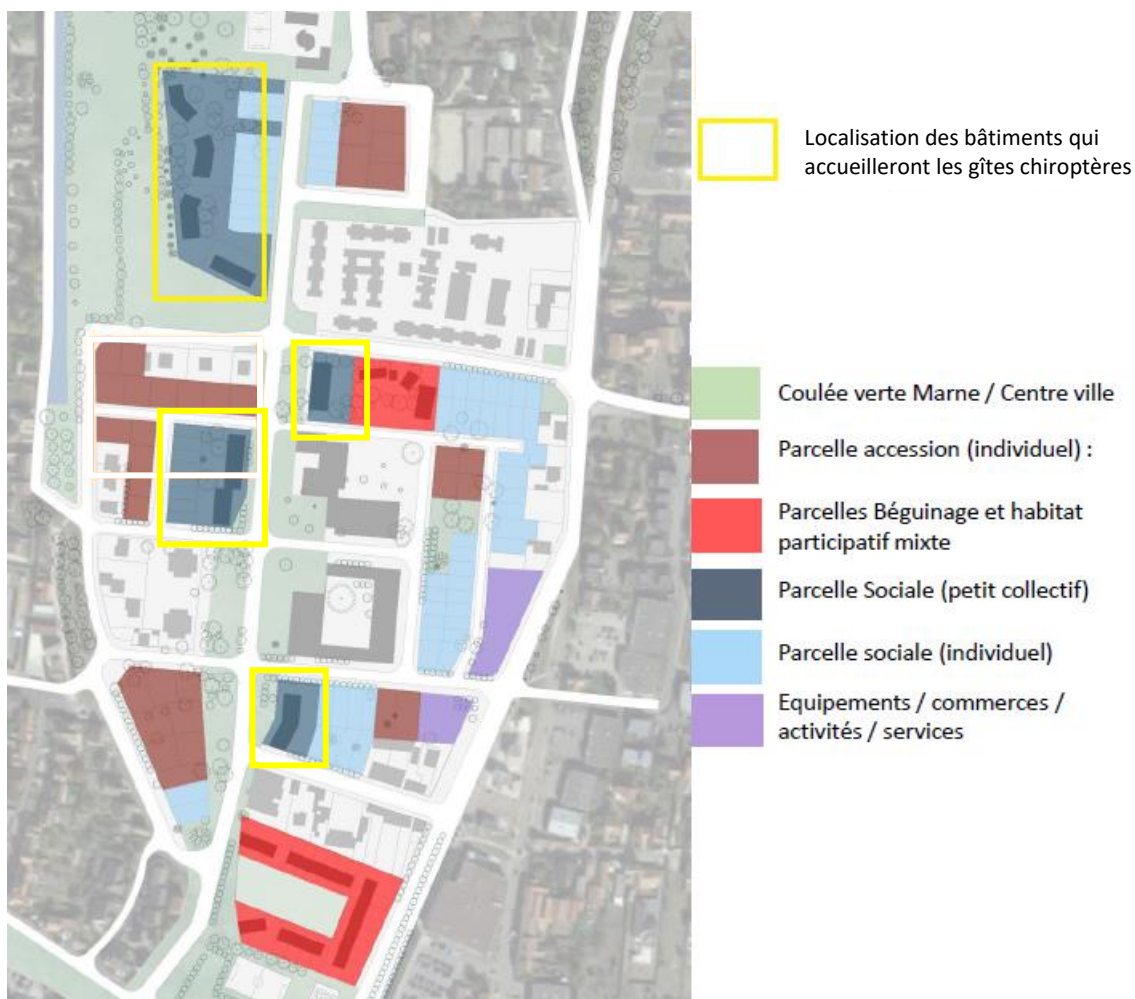 Localisation des bâtiments qui
accueilleront les gîtes chiroptères
Coulée verte Marne / Centre ville
Parcelle accession (individuel) :
Parcelles Béguinage et habitat
participatif mixte
Parcelle Sociale (petit collectif)
Parcelle sociale (individuel)
Equipements / commerces /
activités / services